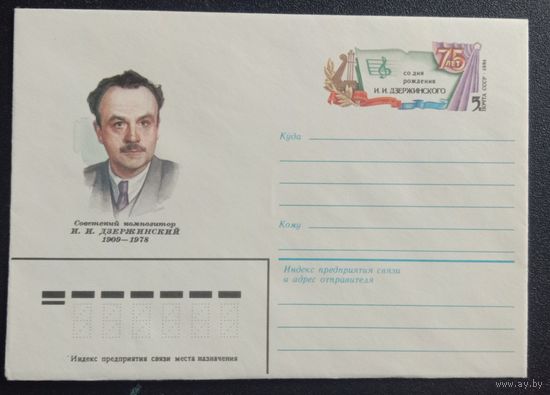 75
ЛЕТ
СО ДНЯ
РОЖДЕНИЯ
И. И. ДЗЕРЖИНСКОГО
5
ПОЧТА СССР 1984
Куда
Советский композитор
И. И. ДЗЕРЖИНСКИЙ
1909—1978
Кому
Индекс предприятия связи
и адрес отправителя
Индекс предприятия связи места назначения
www.ay.by